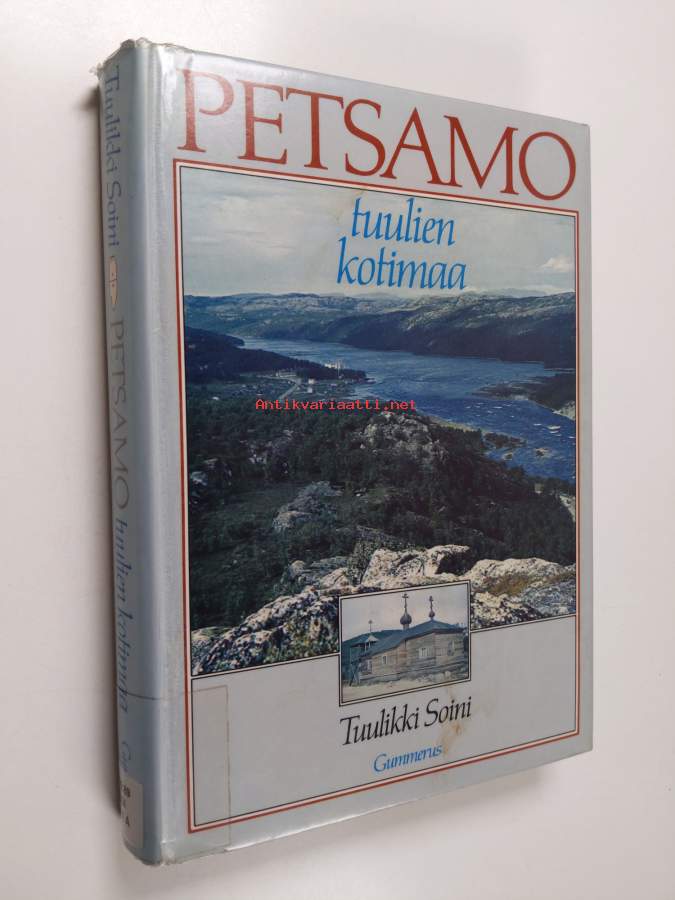 PETSAMO
tuulien
kotimaa
Antikvariaatti.net
Tuulikki Soini
Gummerus
Tuulikki Soini PETSAMO tuulien kotimaa
A